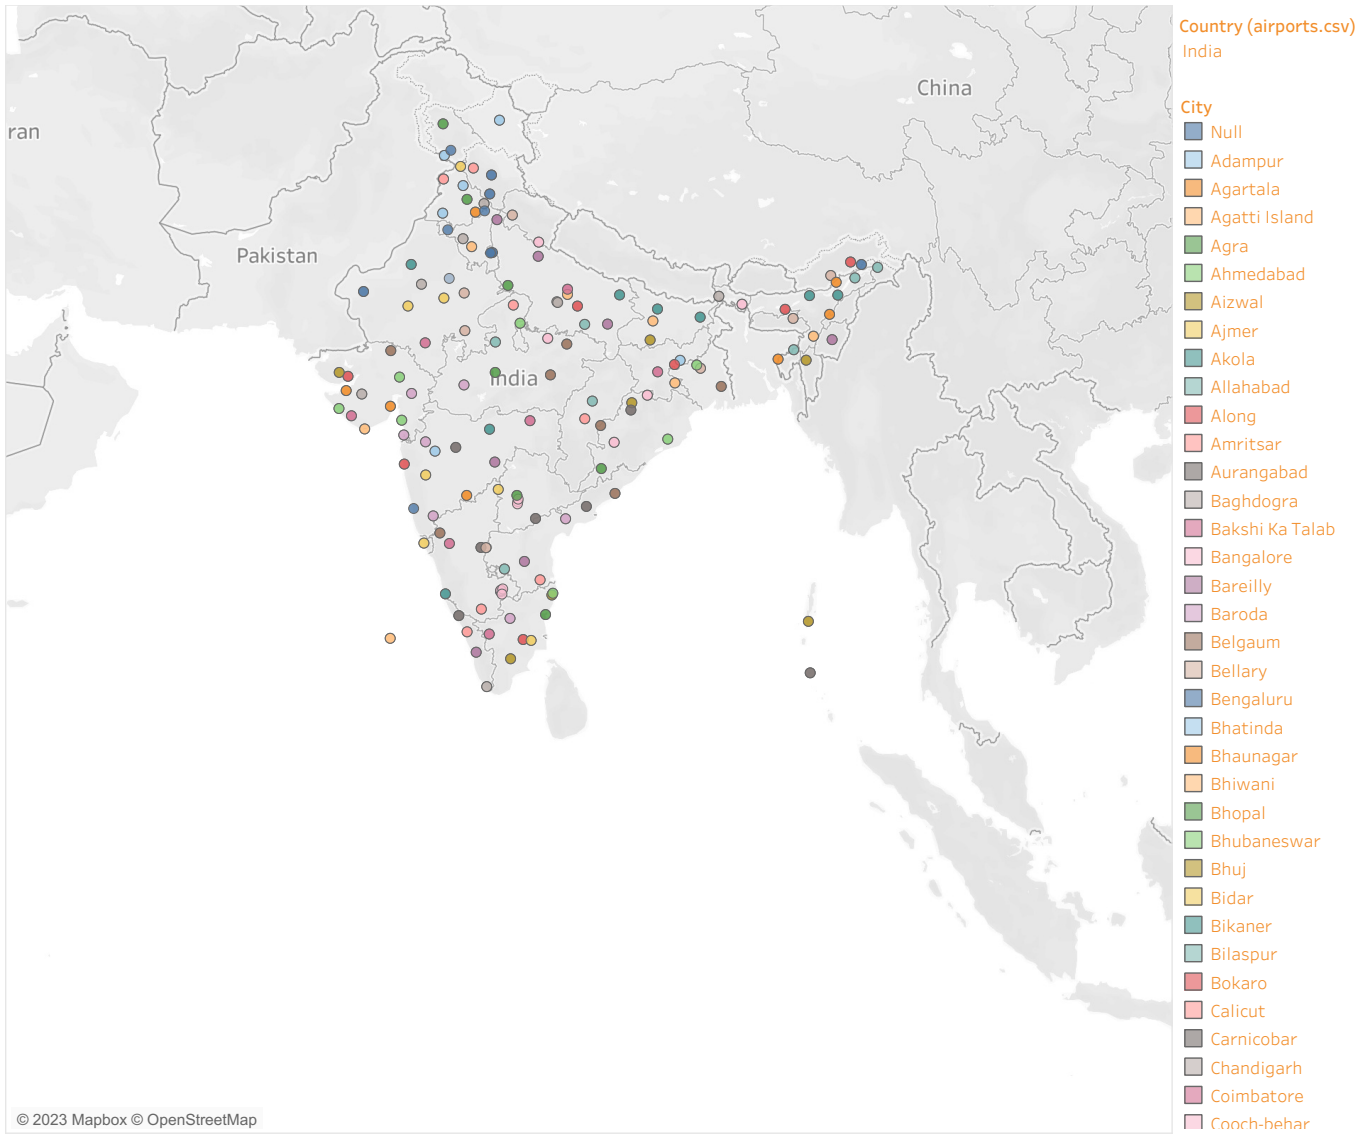 Country (airports.csv)
India
City
Null
Adampur
Agartala
Agatti Island
Agra
Ahmedabad
Aizwal
Ajmer
Akola
Allahabad
Along
Amritsar
Aurangabad
Baghdogra
Bakshi Ka Talab
Bangalore
Bareilly
Baroda
Belgaum
Bellary
Bengaluru
Bhatinda
Bhaunagar
Bhiwani
Bhopal
Bhubaneswar
Bhuj
Bidar
Bikaner
Bilaspur
Bokaro
Calicut
Carnicobar
Chandigarh
Coimbatore
Cooch-behar
China
ran
Pakistan
India
© 2023 Mapbox © OpenStreetMap